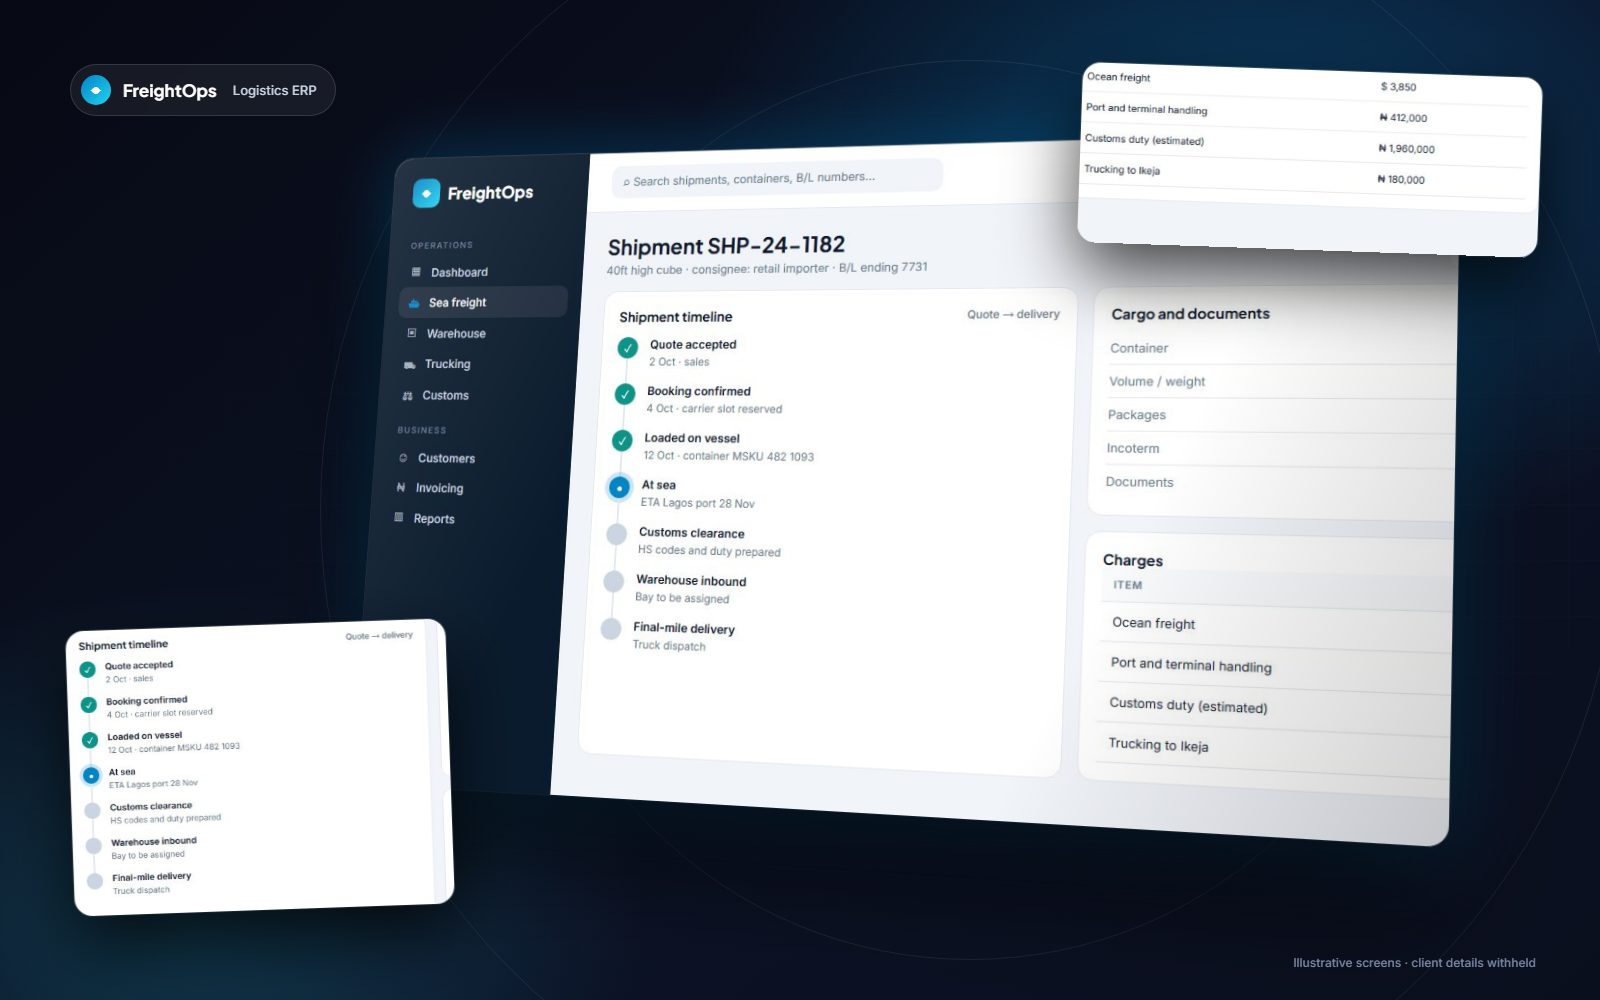 FreightOps Logistics ERP
Ocean freight $ 3,850
Port and terminal handling ₦ 412,000
Customs duty (estimated) ₦ 1,960,000
Trucking to Ikeja ₦ 180,000
FreightOps
OPERATIONS
Dashboard
Sea freight
Warehouse
Trucking
Customs
BUSINESS
Customers
₦ Invoicing
Reports
Search shipments, containers, B/L numbers...
Shipment SHP-24-1182
40ft high cube · consignee: retail importer · B/L ending 7731
Shipment timeline Quote → delivery
Quote accepted
2 Oct · sales
Booking confirmed
4 Oct · carrier slot reserved
Loaded on vessel
12 Oct · container MSKU 482 1093
At sea
ETA Lagos port 28 Nov
Customs clearance
HS codes and duty prepared
Warehouse inbound
Bay to be assigned
Final-mile delivery
Truck dispatch
Cargo and documents
Container
Volume / weight
Packages
Incoterm
Documents
Charges
ITEM
Ocean freight
Port and terminal handling
Customs duty (estimated)
Trucking to Ikeja
Shipment timeline Quote → delivery
Quote accepted
2 Oct · sales
Booking confirmed
4 Oct · carrier slot reserved
Loaded on vessel
12 Oct · container MSKU 482 1093
At sea
ETA Lagos port 28 Nov
Customs clearance
HS codes and duty prepared
Warehouse inbound
Bay to be assigned
Final-mile delivery
Truck dispatch
Illustrative screens · client details withheld